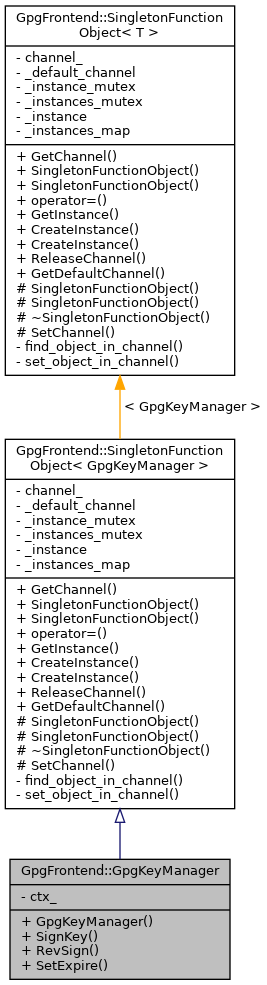 GpgFrontend::SingletonFunction
Object< T >
- channel_
- _default_channel
- _instance_mutex
- _instances_mutex
- _instance
- _instances_map
+ GetChannel()
+ SingletonFunctionObject()
+ SingletonFunctionObject()
+ operator=()
+ GetInstance()
+ CreateInstance()
+ CreateInstance()
+ ReleaseChannel()
+ GetDefaultChannel()
# SingletonFunctionObject()
# SingletonFunctionObject()
# ~SingletonFunctionObject()
# SetChannel()
- find_object_in_channel()
- set_object_in_channel()
< GpgKeyManager >
GpgFrontend::SingletonFunction
Object< GpgKeyManager >
- channel_
- _default_channel
- _instance_mutex
- _instances_mutex
- _instance
- _instances_map
+ GetChannel()
+ SingletonFunctionObject()
+ SingletonFunctionObject()
+ operator=()
+ GetInstance()
+ CreateInstance()
+ CreateInstance()
+ ReleaseChannel()
+ GetDefaultChannel()
# SingletonFunctionObject()
# SingletonFunctionObject()
# ~SingletonFunctionObject()
# SetChannel()
- find_object_in_channel()
- set_object_in_channel()
GpgFrontend::GpgKeyManager
- ctx_
+ GpgKeyManager()
+ SignKey()
+ RevSign()
+ SetExpire()